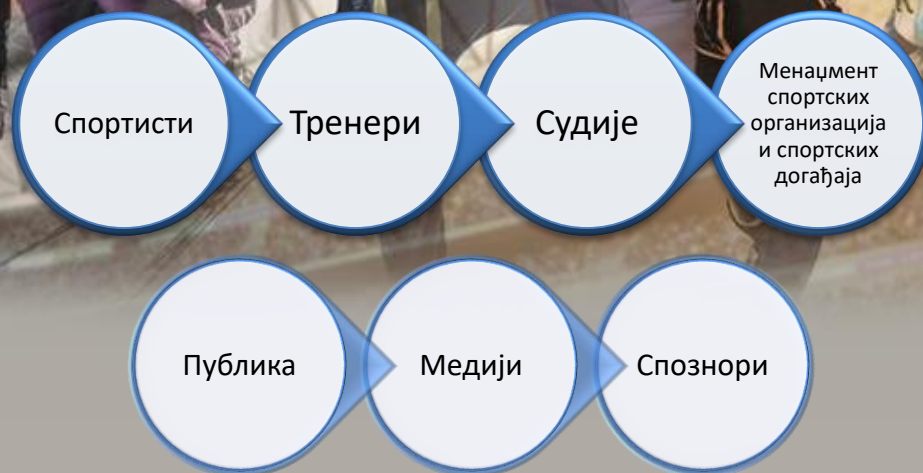 Спортисти
Тренери
Судије
Менаџмент
спортских
организација
и спортских
догађаја
Публика
Медији
Спознори